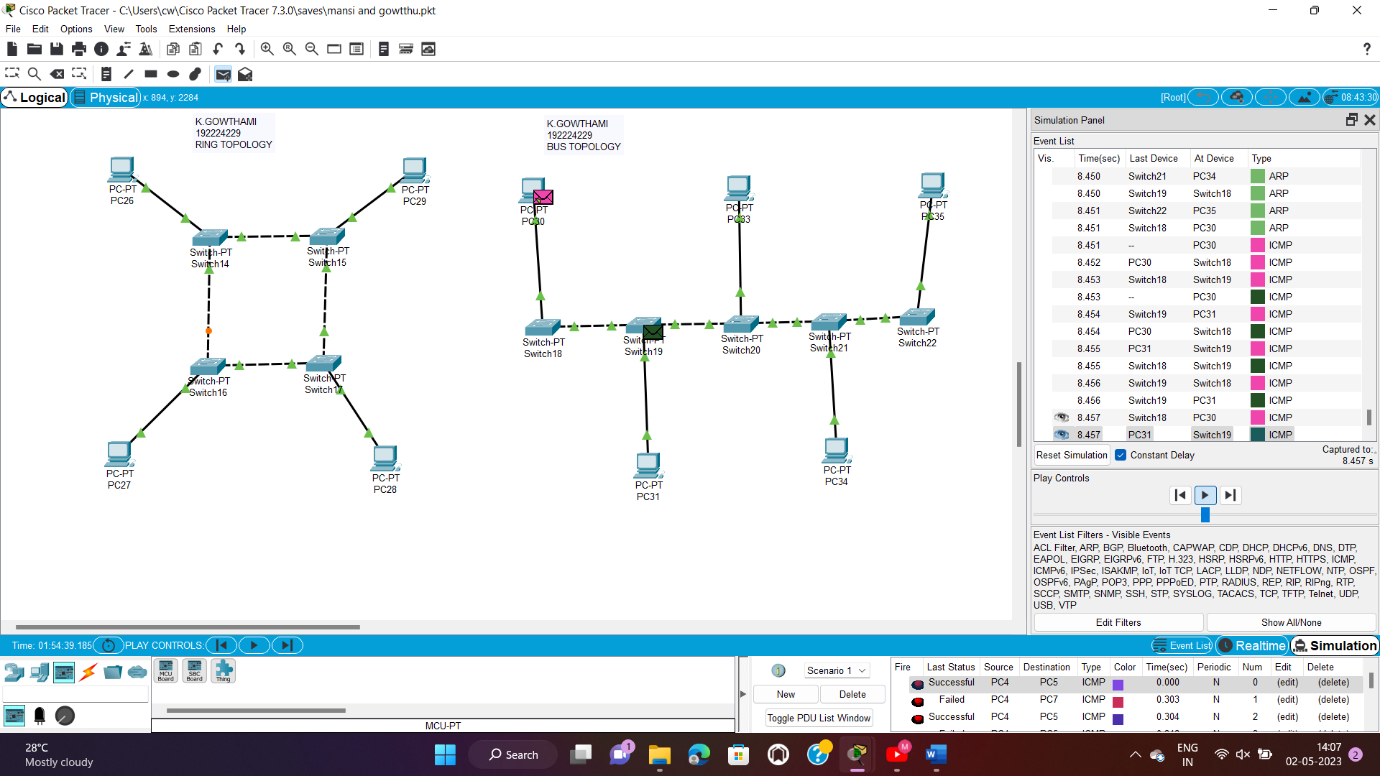 Cisco Packet Tracer - C:\Users\cw\Cisco Packet Tracer 7.3.0\saves\mansi and gowtthu.pkt
File Edit Options View Tools Extensions Help
?
Logical Physical x: 894, y: 2284 [Root] 08:43:30
K.GOWTHAMI
192224229
RING TOPOLOGY
K.GOWTHAMI
192224229
BUS TOPOLOGY
PC-PT
PC26
PC-PT
PC29
Switch-PT
Switch14
Switch-PT
Switch15
Switch-PT
Switch16
Switch-PT
Switch17
PC-PT
PC27
PC-PT
PC28
PC-PT
PC30
PC-PT
PC33
PC-PT
PC35
Switch-PT
Switch18
Switch-PT
Switch19
Switch-PT
Switch20
Switch-PT
Switch21
Switch-PT
Switch22
PC-PT
PC31
PC-PT
PC34
Simulation Panel
Event List
Vis. Time(sec) Last Device At Device Type
8.450 Switch21 PC34 ARP
8.450 Switch19 Switch18 ARP
8.451 Switch22 PC35 ARP
8.451 Switch18 PC30 ARP
8.451 -- PC30 ICMP
8.452 PC30 Switch18 ICMP
8.453 Switch18 Switch19 ICMP
8.453 -- PC30 ICMP
8.454 Switch19 PC31 ICMP
8.454 PC30 Switch18 ICMP
8.455 PC31 Switch19 ICMP
8.455 Switch18 Switch19 ICMP
8.456 Switch19 Switch18 ICMP
8.456 Switch19 PC31 ICMP
8.457 Switch18 PC30 ICMP
8.457 PC31 Switch19 ICMP
Reset Simulation Constant Delay Captured to:
8.457 s
Play Controls
Event List Filters - Visible Events
ACL Filter, ARP, BGP, Bluetooth, CAPWAP, CDP, DHCP, DHCPv6, DNS, DTP,
EAPOL, EIGRP, EIGRPv6, FTP, H.323, HSRP, HSRPv6, HTTP, HTTPS, ICMP,
ICMPv6, IPSec, ISAKMP, IoT, IoT TCP, LACP, LLDP, NDP, NETFLOW, NTP, OSPF,
OSPFv6, PAgP, POP3, PPP, PPPoED, PTP, RADIUS, REP, RIP, RIPng, RTP,
SCCP, SMTP, SNMP, SSH, STP, SYSLOG, TACACS, TCP, TFTP, Telnet, UDP,
USB, VTP
Edit Filters Show All/None
Time: 01:54:39.185 PLAY CONTROLS: Event List Realtime Simulation
MCU Board SBC Board Thing
MCU-PT
Scenario 1
New Delete
Toggle PDU List Window
Fire Last Status Source Destination Type Color Time(sec) Periodic Num Edit Delete
Successful PC4 PC5 ICMP 0.000 N 0 (edit) (delete)
Failed PC4 PC7 ICMP 0.303 N 1 (edit) (delete)
Successful PC4 PC5 ICMP 0.304 N 2 (edit) (delete)
28°C
Mostly cloudy
Search
1
M
ENG
IN
14:07
02-05-2023
2